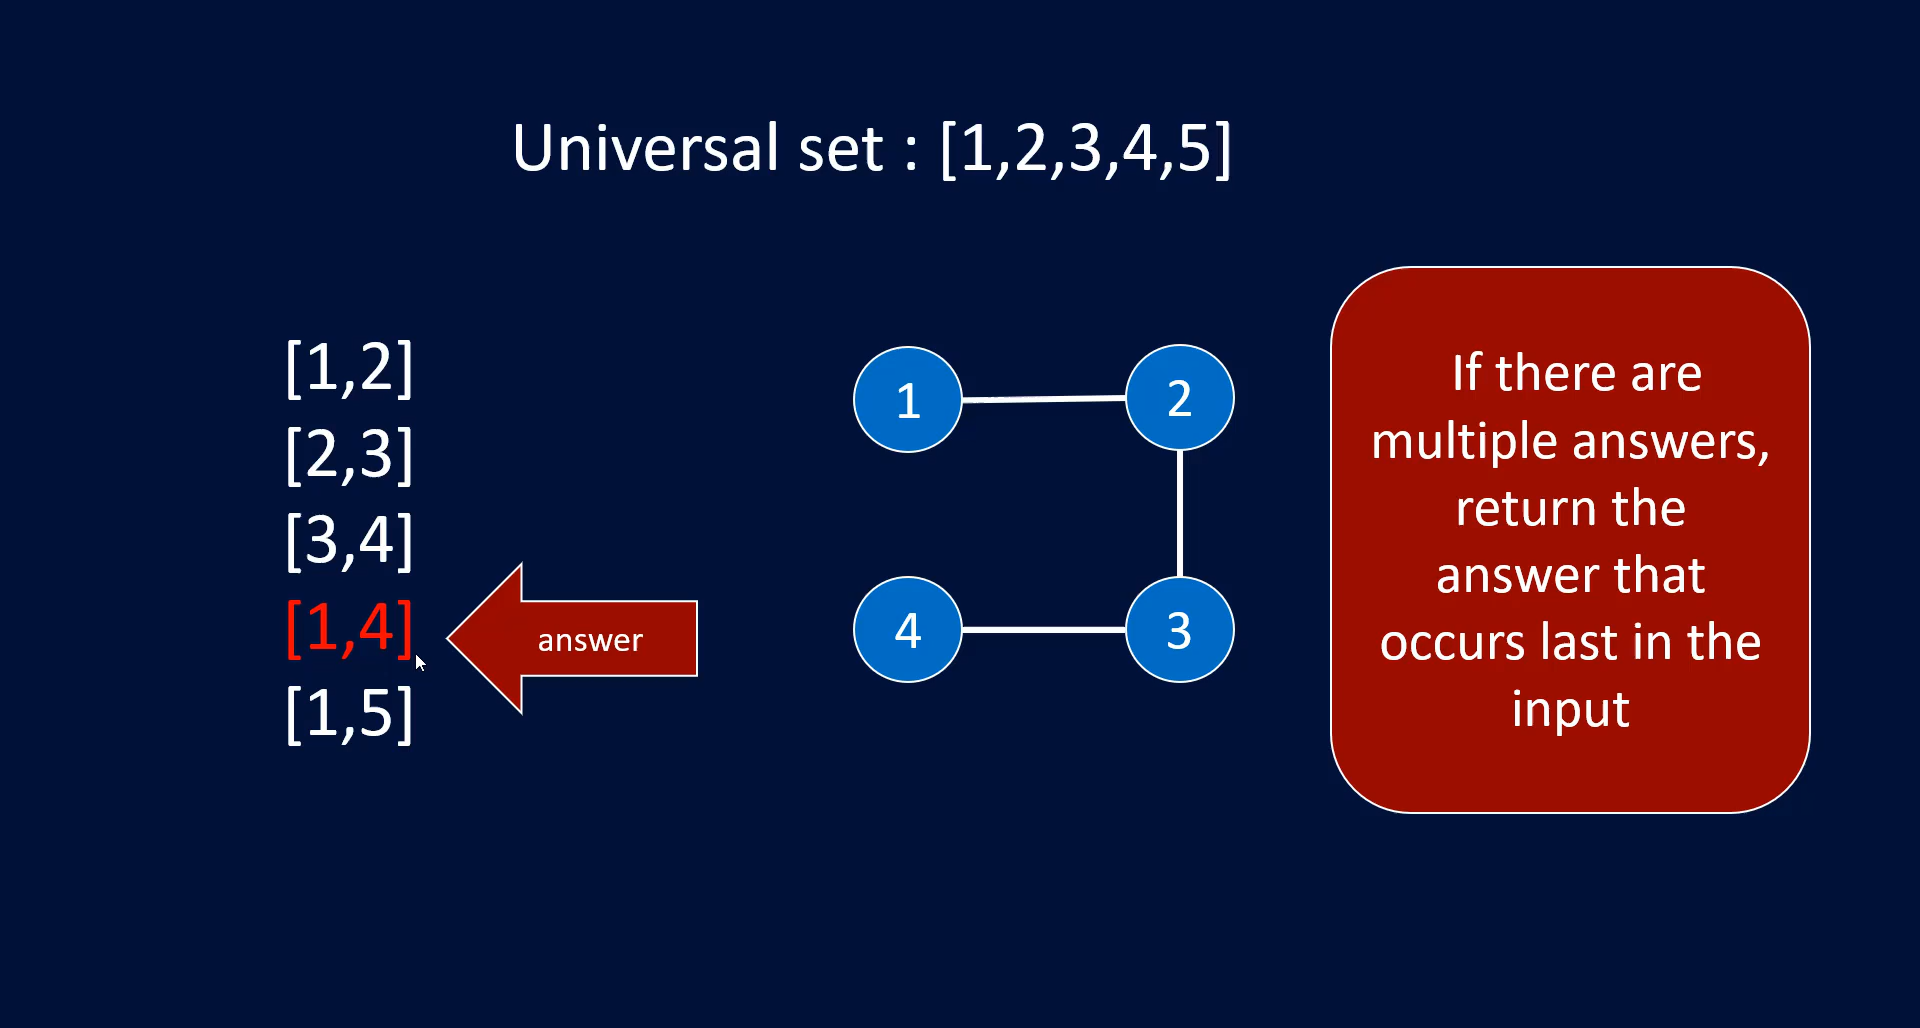 Universal set : [1,2,3,4,5]
[1,2]
[2,3]
[3,4]
[1,4]
[1,5]
answer
1
2
4
3
If there are
multiple answers,
return the
answer that
occurs last in the
input